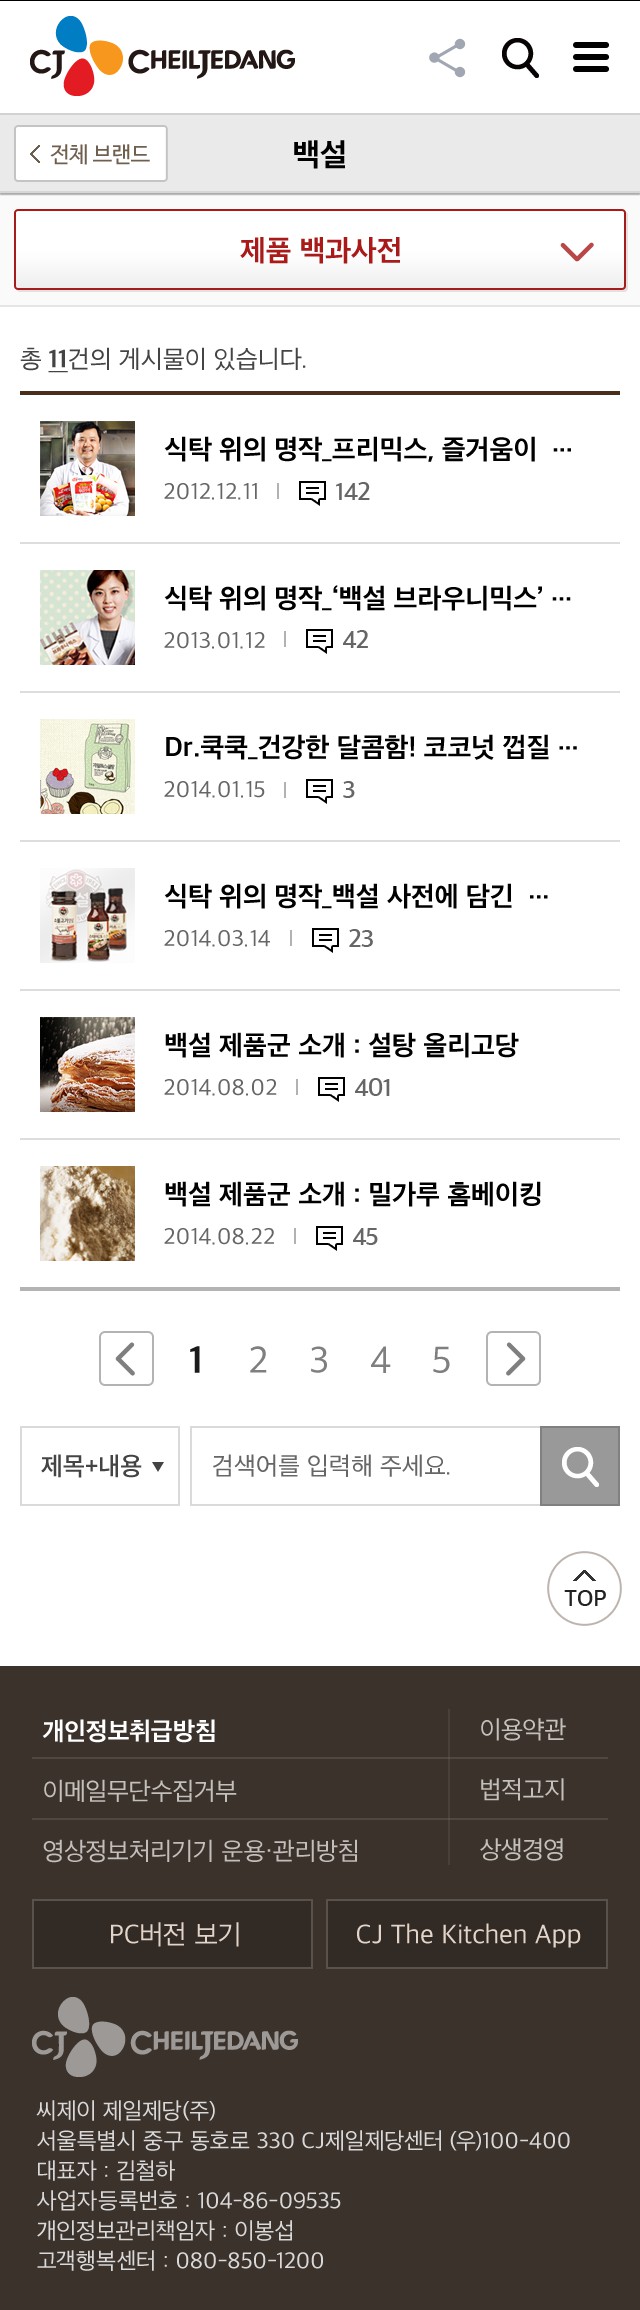 CJ CHEILJEDANG
전체 브랜드
백설
제품 백과사전
총 11건의 게시물이 있습니다.
식탁 위의 명작_프리믹스, 즐거움이 ···
2012.12.11 | 142
식탁 위의 명작_‘백설 브라우니믹스’ ···
2013.01.12 | 42
Dr.쿡쿡_건강한 달콤함! 코코넛 껍질 ···
2014.01.15 | 3
식탁 위의 명작_백설 사전에 담긴 ···
2014.03.14 | 23
백설 제품군 소개 : 설탕 올리고당
2014.08.02 | 401
백설 제품군 소개 : 밀가루 홈베이킹
2014.08.22 | 45
1 2 3 4 5
제목+내용 ▼ 검색어를 입력해 주세요.
TOP
개인정보취급방침 이용약관
이메일무단수집거부 법적고지
영상정보처리기기 운용·관리방침 상생경영
PC버전 보기 CJ The Kitchen App
CJ CHEILJEDANG
씨제이 제일제당(주)
서울특별시 중구 동호로 330 CJ제일제당센터 (우)100-400
대표자 : 김철하
사업자등록번호 : 104-86-09535
개인정보관리책임자 : 이봉섭
고객행복센터 : 080-850-1200